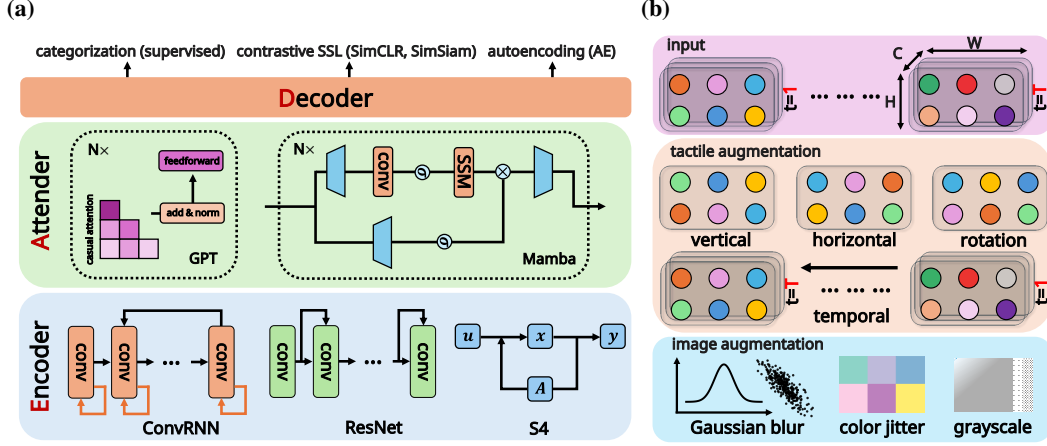 (a)
categorization (supervised) contrastive SSL (SimCLR, SimSiam) autoencoding (AE)
Decoder
Attender
N×
feedforward
casual attention
add & norm
GPT
N×
conv
σ
SSM
×
σ
Mamba
Encoder
conv conv ... conv
ConvRNN
conv conv ... conv
ResNet
u x y
A
S4
(b)
input
C W
H
... ... ...
tactile augmentation
vertical horizontal rotation
... ... ...
temporal
image augmentation
Gaussian blur color jitter grayscale